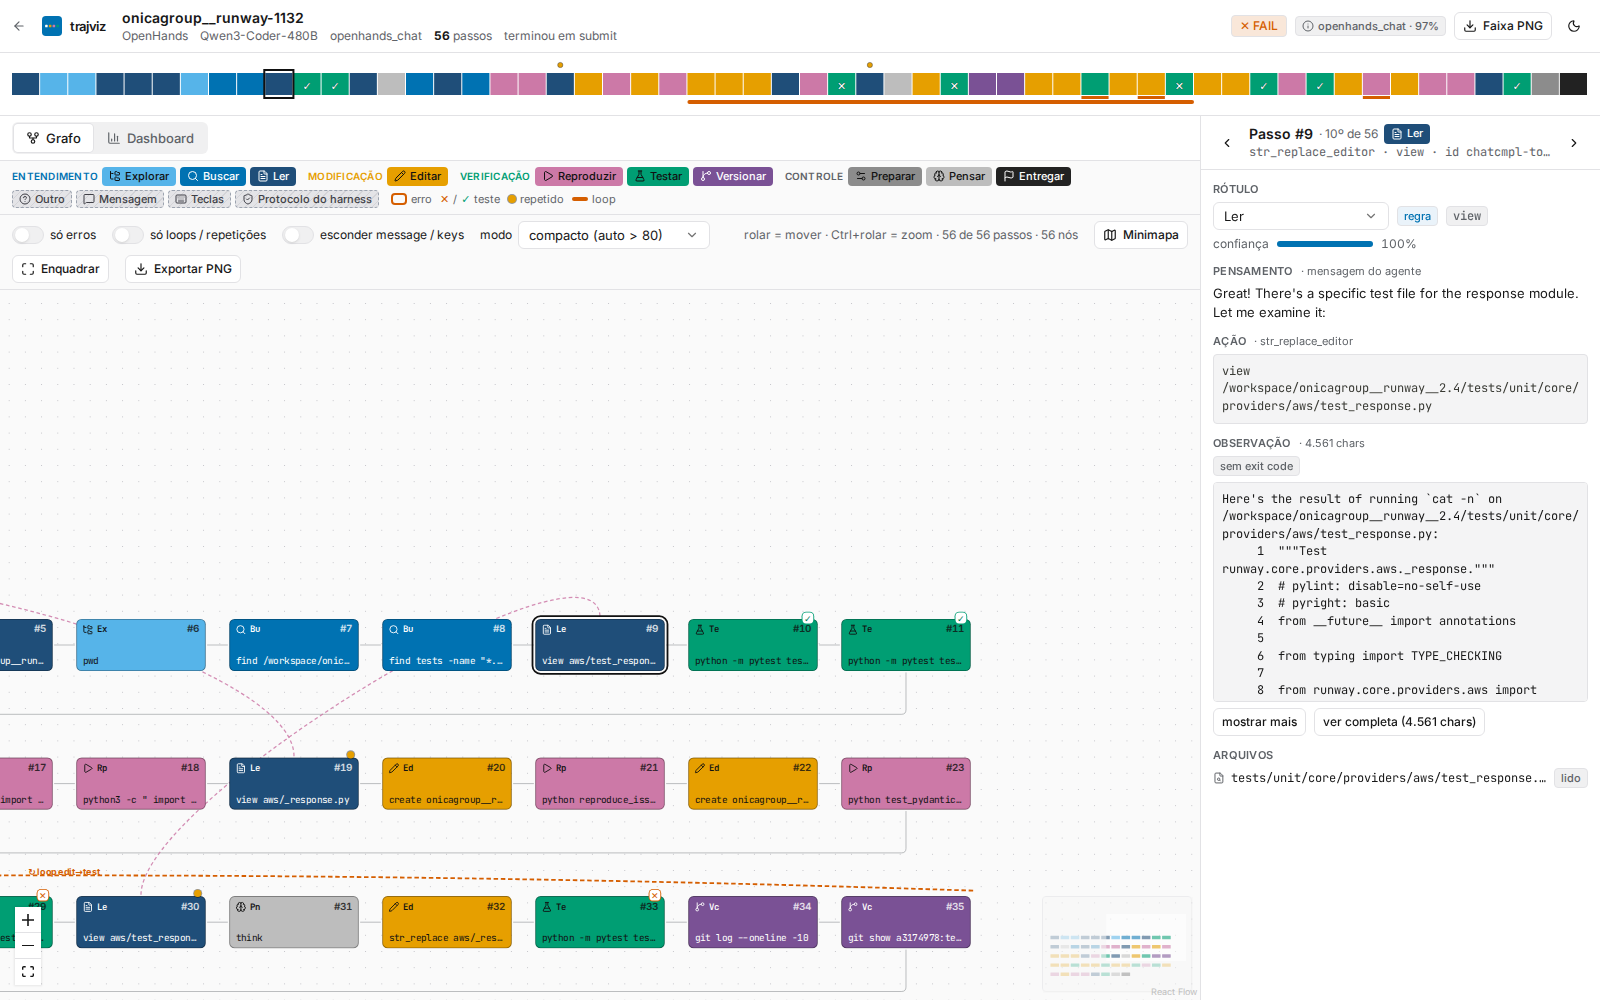 trajviz
onicagroup__runway-1132
OpenHands Qwen3-Coder-480B openhands_chat 56 passos terminou em submit
FAIL
openhands_chat · 97%
Faixa PNG
Grafo
Dashboard
ENTENDIMENTO Explorar Buscar Ler MODIFICAÇÃO Editar VERIFICAÇÃO Reproduzir Testar Versionar CONTROLE Preparar Pensar Entregar
Outro Mensagem Teclas Protocolo do harness erro × / ✓ teste repetido loop
só erros só loops / repetições esconder message / keys modo compacto (auto > 80) rolar = mover · Ctrl+rolar = zoom · 56 de 56 passos · 56 nós Minimapa
Enquadrar Exportar PNG
#5 Ex #6 Bu #7 Bu #8 Le #9 Te #10 Te #11
up__run… pwd find /workspace/onic… find tests -name "*.… view aws/test_respon… python -m pytest tes… python -m pytest tes…
#17 Rp #18 Le #19 Ed #20 Rp #21 Ed #22 Rp #23
import … python3 -c " import … view aws/_response.py create onicagroup__r… python reproduce_iss… create onicagroup__r… python test_pydantic…
↻ loop edit→test
#29 Le #30 Pn #31 Ed #32 Te #33 Vc #34 Vc #35
view aws/test_respon… think str_replace aws/_res… python -m pytest tes… git log --oneline -10 git show a3174978:te…
React Flow
Passo #9 · 10º de 56 Ler
str_replace_editor · view · id chatcmpl-to…
RÓTULO
Ler regra view
confiança 100%
PENSAMENTO · mensagem do agente
Great! There's a specific test file for the response module.
Let me examine it:
AÇÃO · str_replace_editor
view
/workspace/onicagroup__runway__2.4/tests/unit/core/
providers/aws/test_response.py
OBSERVAÇÃO · 4.561 chars
sem exit code
Here's the result of running `cat -n` on
/workspace/onicagroup__runway__2.4/tests/unit/core/
providers/aws/test_response.py:
1 """Test
runway.core.providers.aws._response."""
2 # pylint: disable=no-self-use
3 # pyright: basic
4 from __future__ import annotations
5
6 from typing import TYPE_CHECKING
7
8 from runway.core.providers.aws import
mostrar mais ver completa (4.561 chars)
ARQUIVOS
tests/unit/core/providers/aws/test_response.… lido